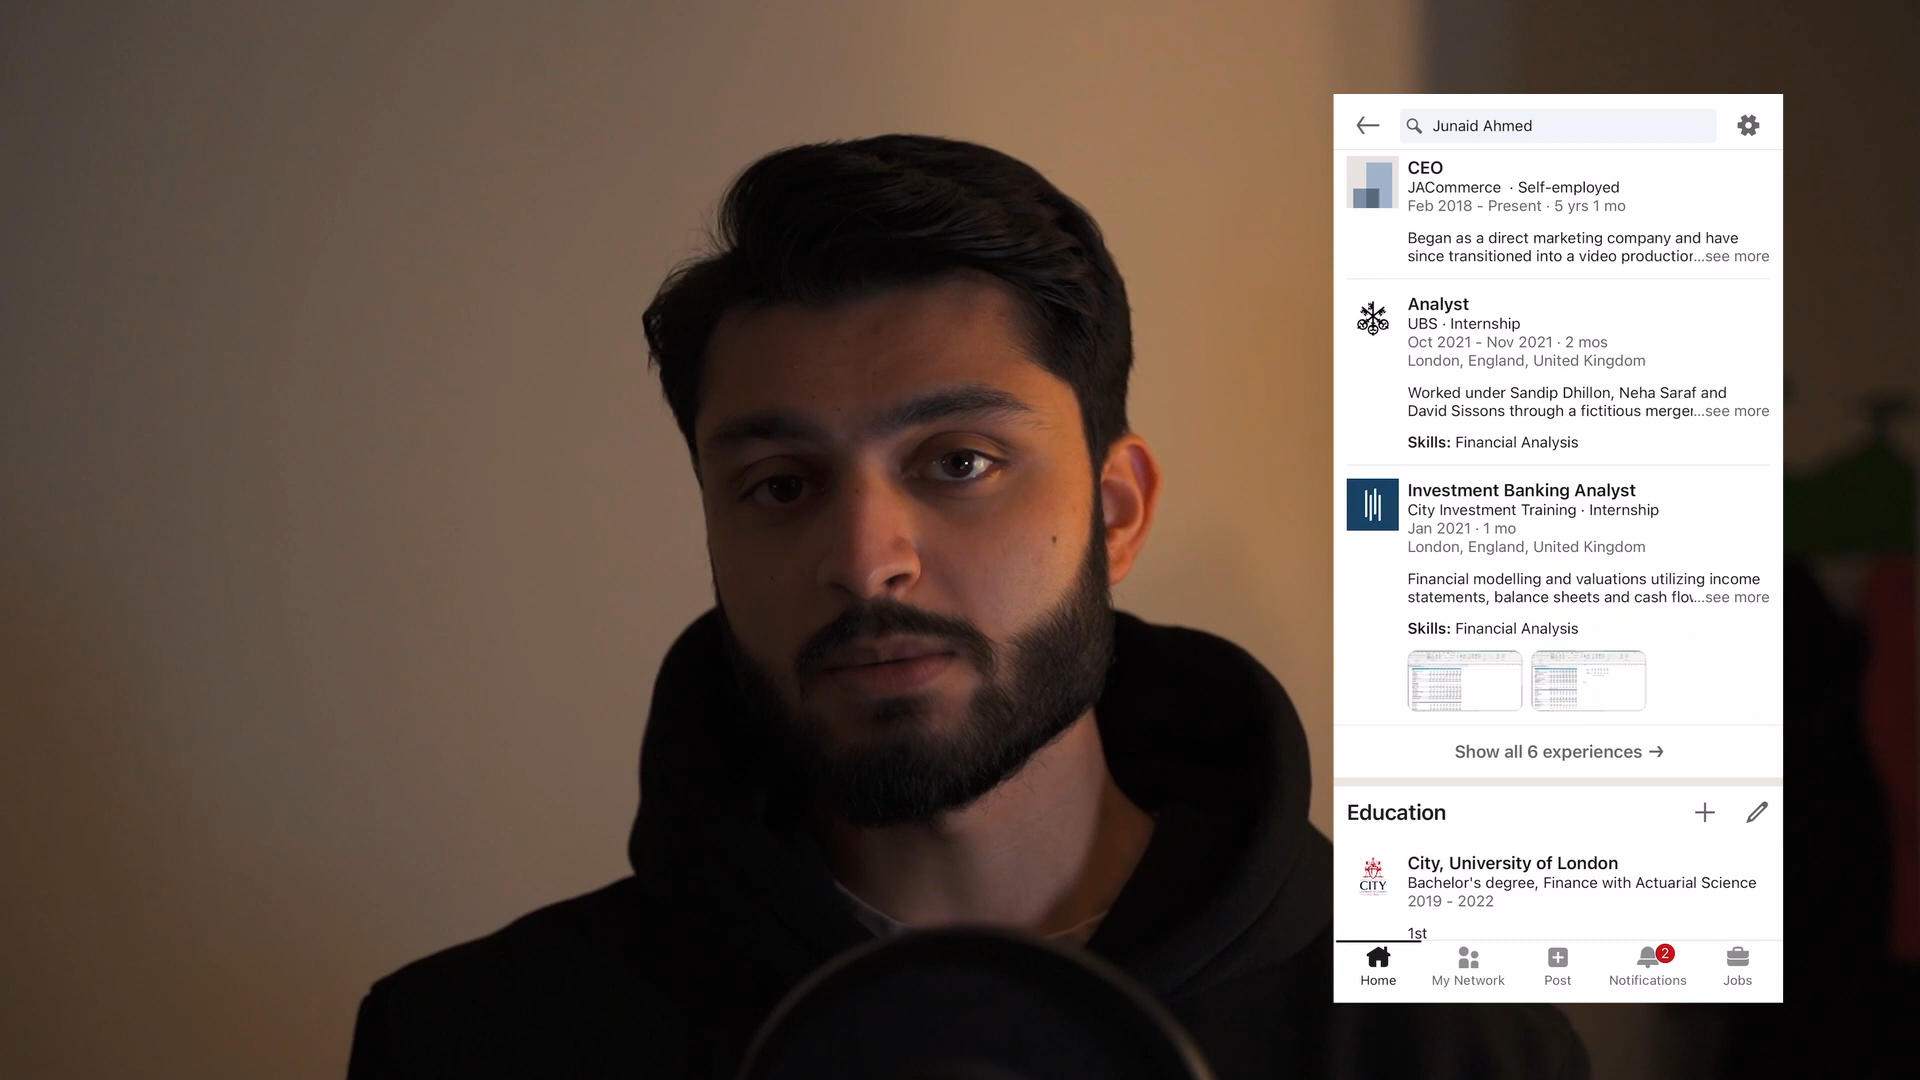 Junaid Ahmed
CEO
JACommerce · Self-employed
Feb 2018 - Present · 5 yrs 1 mo
Began as a direct marketing company and have
since transitioned into a video production...see more
Analyst
UBS · Internship
Oct 2021 - Nov 2021 · 2 mos
London, England, United Kingdom
Worked under Sandip Dhillon, Neha Saraf and
David Sissons through a fictitious merger...see more
Skills: Financial Analysis
Investment Banking Analyst
City Investment Training · Internship
Jan 2021 · 1 mo
London, England, United Kingdom
Financial modelling and valuations utilizing income
statements, balance sheets and cash flow...see more
Skills: Financial Analysis
Show all 6 experiences →
Education
City, University of London
CITY
Bachelor's degree, Finance with Actuarial Science
2019 - 2022
1st
Home
My Network
Post
2
Notifications
Jobs